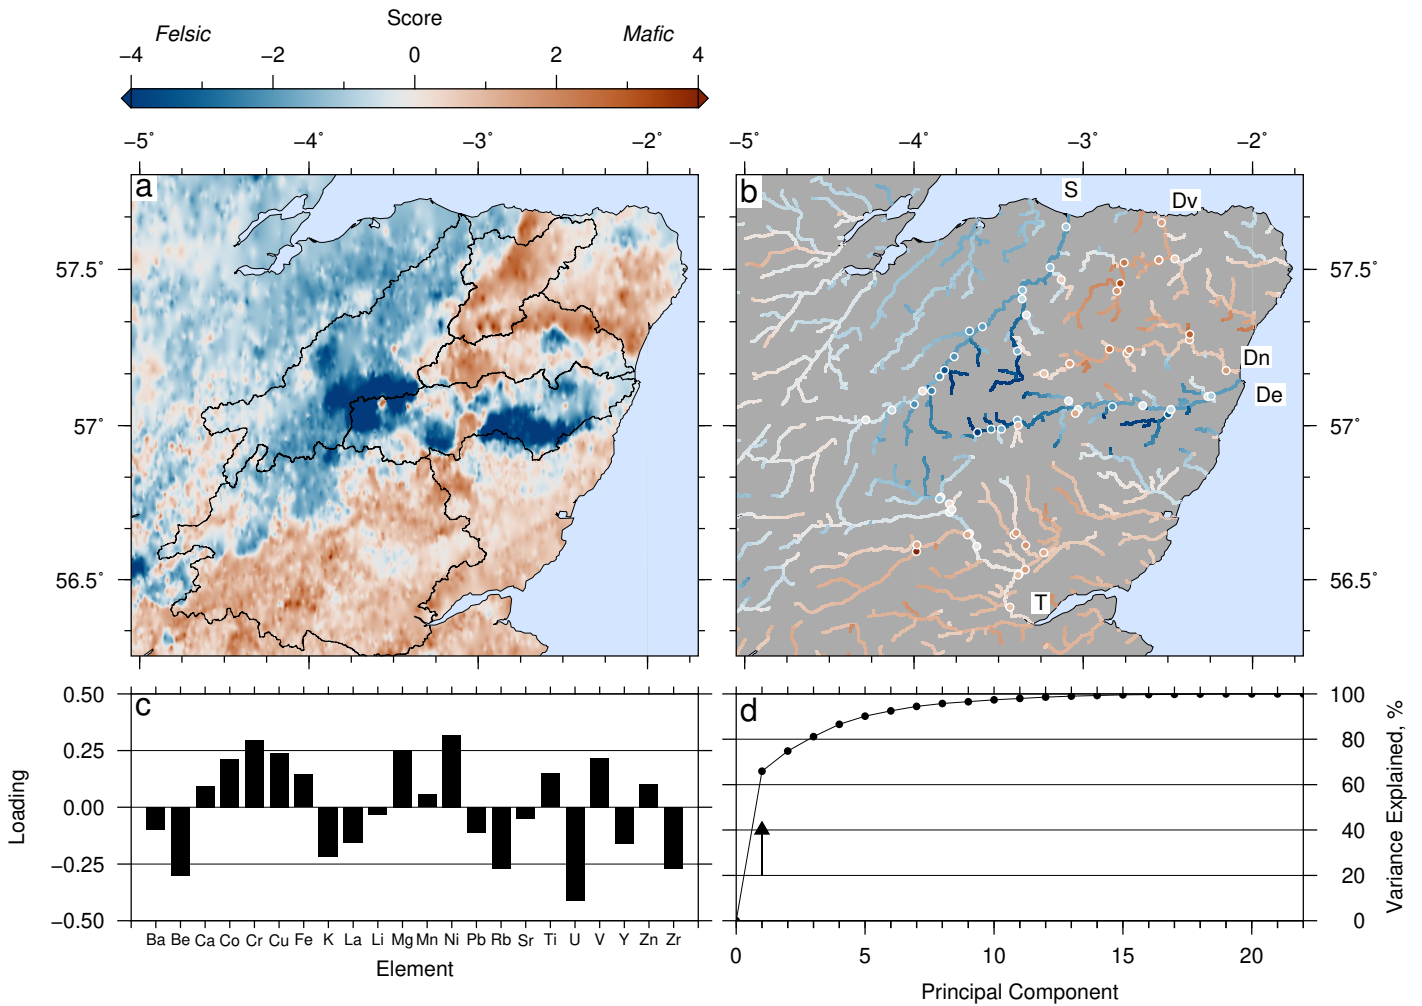 Score
Felsic Mafic
−4 −2 0 2 4
−5˚ −4˚ −3˚ −2˚ −5˚ −4˚ −3˚ −2˚
a b
S Dv
57.5˚ 57.5˚
Dn
De
57˚ 57˚
56.5˚ 56.5˚
T
c d
0.50 0.25 0.00 −0.25 −0.50
Loading
Ba Be Ca Co Cr Cu Fe K La Li Mg Mn Ni Pb Rb Sr Ti U V Y Zn Zr
Element
100 80 60 40 20 0
Variance Explained, %
0 5 10 15 20
Principal Component